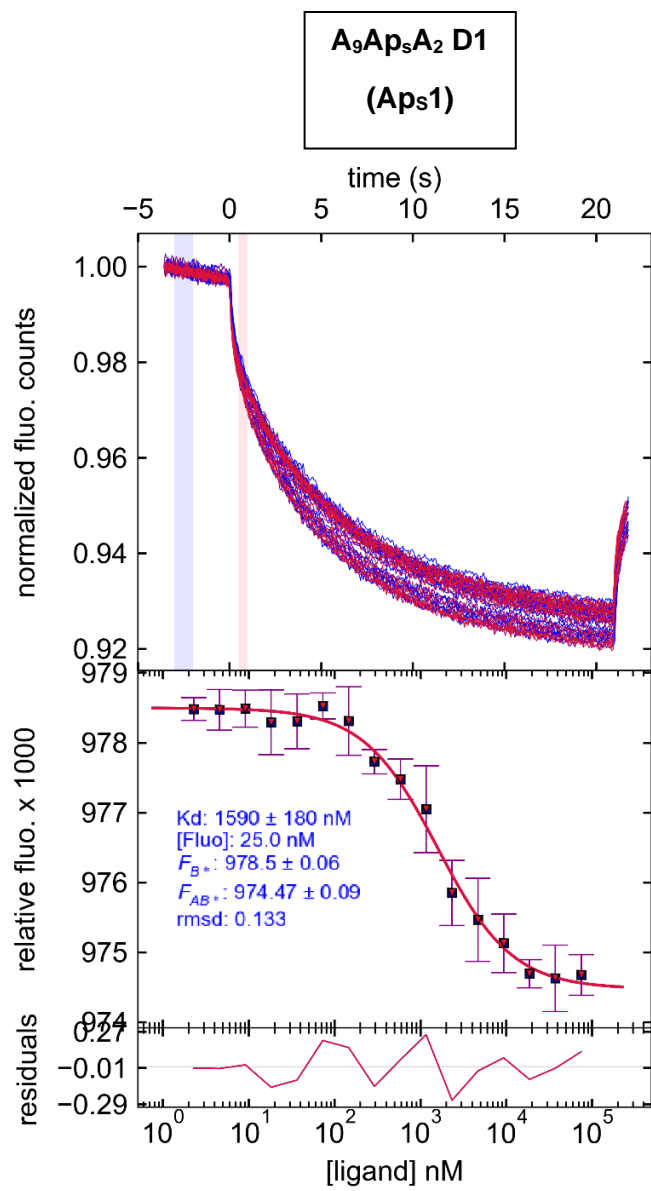 A₉ApₛA₂ D1
(Apₛ1)
time (s)
−5 0 5 10 15 20
normalized fluo. counts
1.00
0.98
0.96
0.94
0.92
relative fluo. x 1000
979
978
977
976
975
974
Kd: 1590 ± 180 nM
[Fluo]: 25.0 nM
F_B*: 978.5 ± 0.06
F_AB*: 974.47 ± 0.09
rmsd: 0.133
residuals
0.27
−0.01
−0.29
10⁰ 10¹ 10² 10³ 10⁴ 10⁵
[ligand] nM